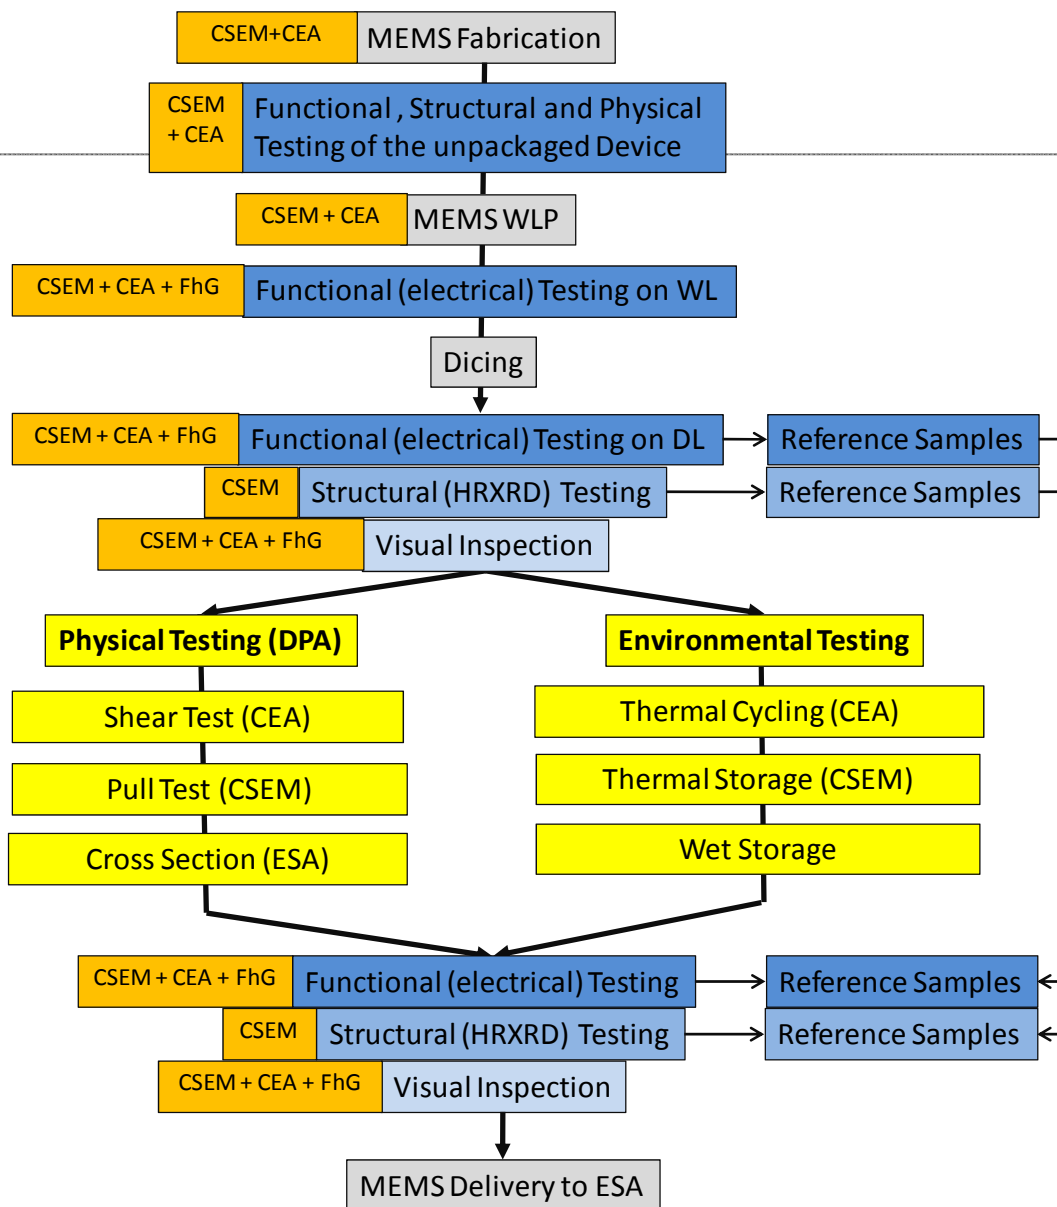 CSEM+CEA
MEMS Fabrication
CSEM
+ CEA
Functional , Structural and Physical
Testing of the unpackaged Device
CSEM + CEA
MEMS WLP
CSEM + CEA + FhG
Functional (electrical) Testing on WL
Dicing
CSEM + CEA + FhG
Functional (electrical) Testing on DL
Reference Samples
CSEM
Structural (HRXRD) Testing
Reference Samples
CSEM + CEA + FhG
Visual Inspection
Physical Testing (DPA)
Environmental Testing
Shear Test (CEA)
Thermal Cycling (CEA)
Pull Test (CSEM)
Thermal Storage (CSEM)
Cross Section (ESA)
Wet Storage
CSEM + CEA + FhG
Functional (electrical) Testing
Reference Samples
CSEM
Structural (HRXRD) Testing
Reference Samples
CSEM + CEA + FhG
Visual Inspection
MEMS Delivery to ESA